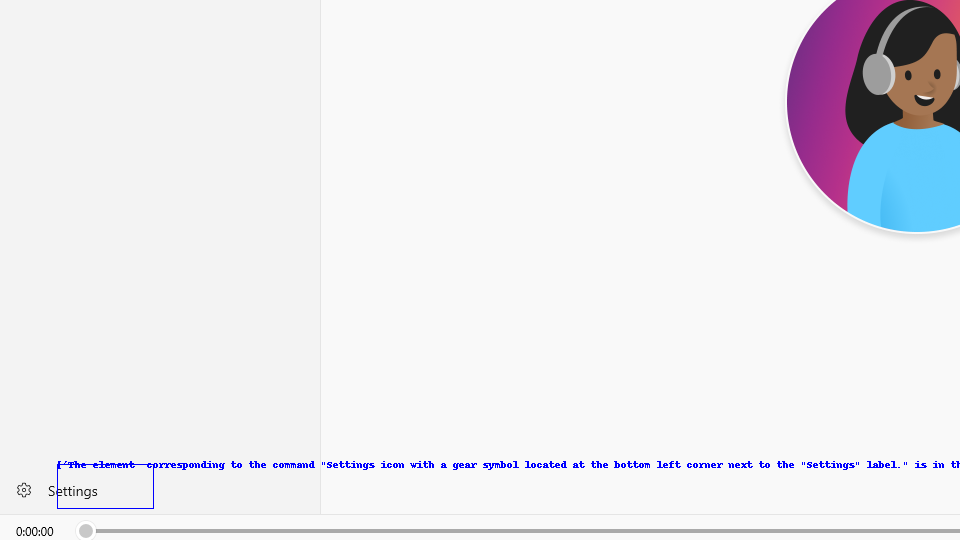 ['The element  corresponding to the command "Settings icon with a gear symbol located at the bottom left corner next to the "Settings" label." is in th
Settings
0:00:00